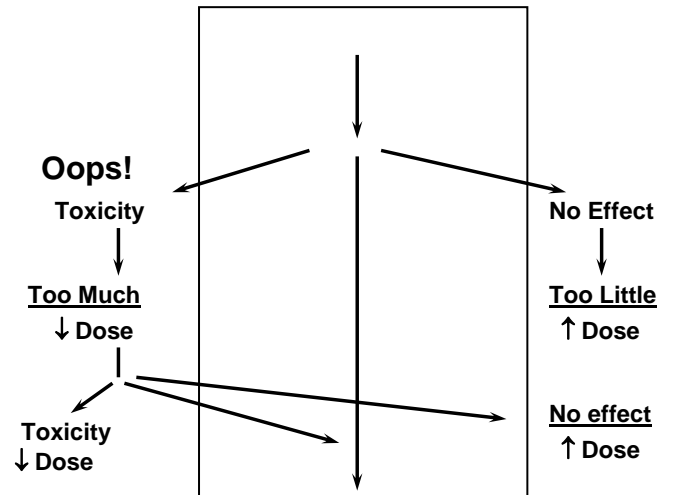 Oops!
Toxicity
No Effect
Too Much
↓ Dose
Too Little
↑ Dose
Toxicity
↓ Dose
No effect
↑ Dose